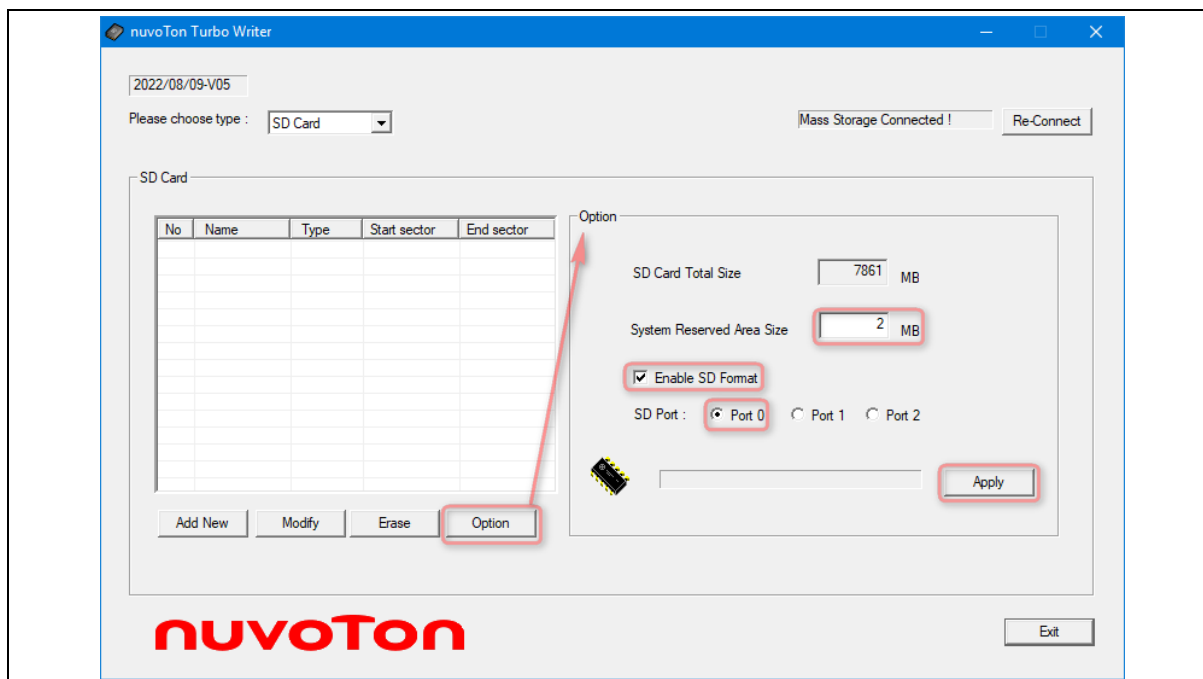 nuvoTon Turbo Writer
2022/08/09-V05
Please choose type :
SD Card
Mass Storage Connected !
Re-Connect
SD Card
No Name Type Start sector End sector
Option
SD Card Total Size 7861 MB
System Reserved Area Size 2 MB
Enable SD Format
SD Port : Port 0 Port 1 Port 2
Apply
Add New Modify Erase Option
nuvoTon
Exit